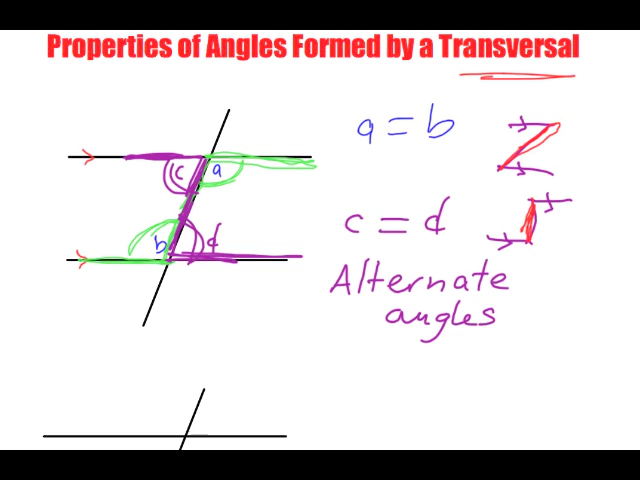 Properties of Angles Formed by a Transversal
a = b
c a
b d
c = d
Alternate
angles